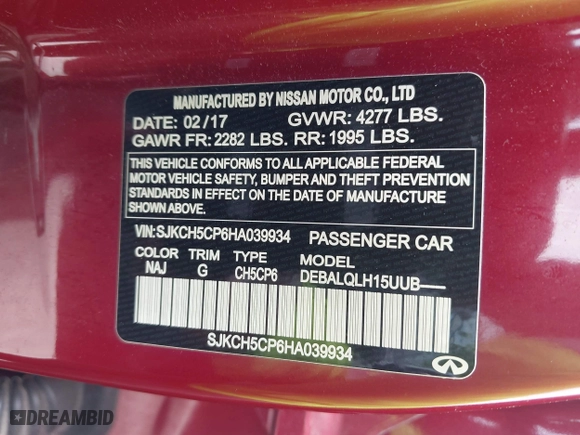 MANUFACTURED BY NISSAN MOTOR CO., LTD
DATE: 02/17 GVWR: 4277 LBS.
GAWR FR: 2282 LBS. RR: 1995 LBS.
THIS VEHICLE CONFORMS TO ALL APPLICABLE FEDERAL
MOTOR VEHICLE SAFETY, BUMPER AND THEFT PREVENTION
STANDARDS IN EFFECT ON THE DATE OF MANUFACTURE
SHOWN ABOVE.
VIN:SJKCH5CP6HA039934 PASSENGER CAR
COLOR TRIM TYPE MODEL
NAJ G CH5CP6 DEBALQLH15UUB——
SJKCH5CP6HA039934
DREAMBID